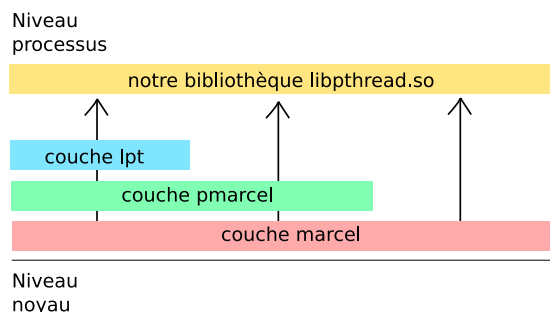 Niveau
processus
notre bibliothèque libpthread.so
couche lpt
couche pmarcel
couche marcel
Niveau
noyau